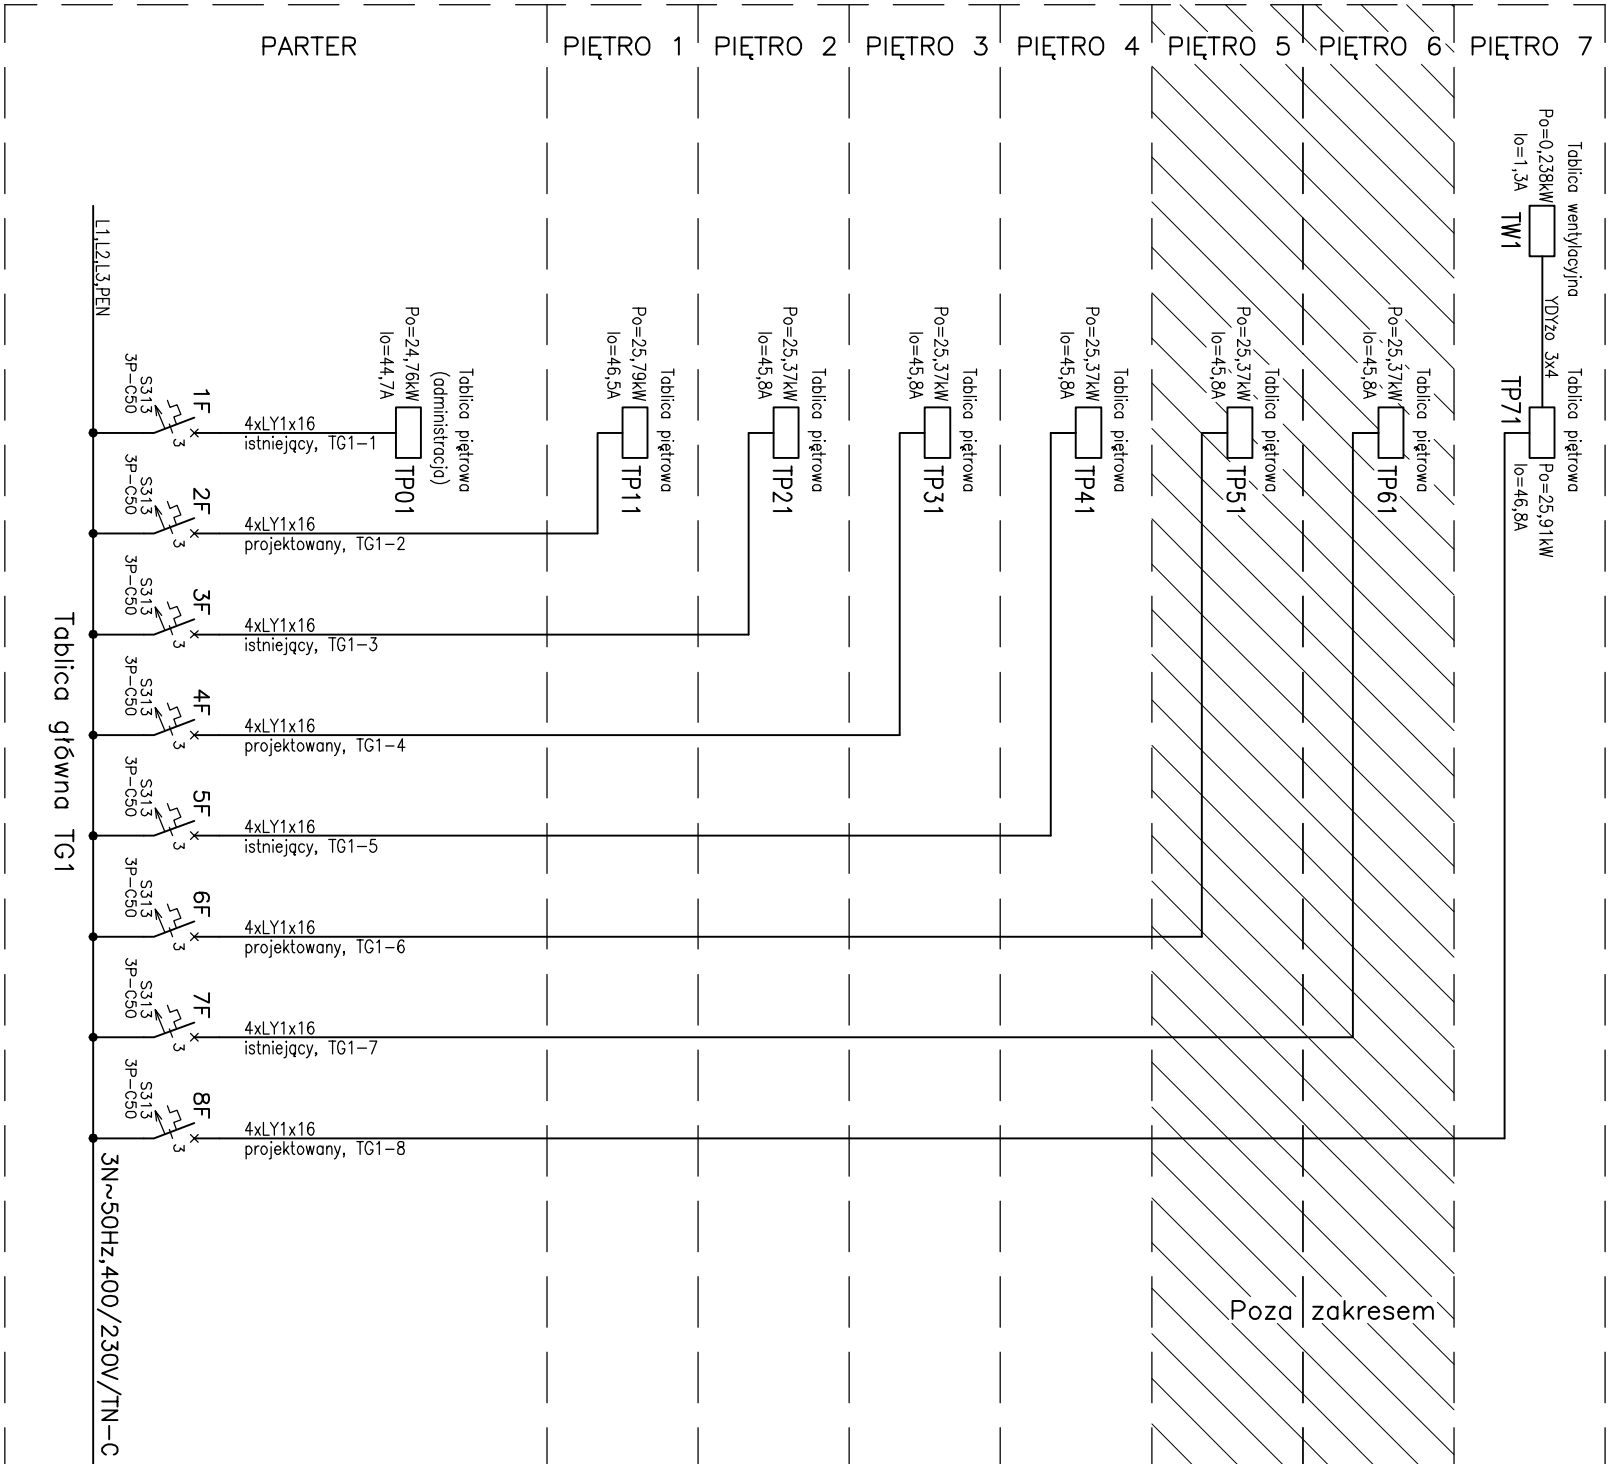 PARTER
PIĘTRO 1
PIĘTRO 2
PIĘTRO 3
PIĘTRO 4
PIĘTRO 5
PIĘTRO 6
PIĘTRO 7
Tablica wentylacyjna
Po=0,238kW
Io=1,3A
TW1
YDYżo 3x4
Tablica piętrowa
TP71
Po=25,91kW
Io=46,8A
Tablica piętrowa
Po=25,37kW
Io=45,8A
TP61
Tablica piętrowa
Po=25,37kW
Io=45,8A
TP51
Tablica piętrowa
Po=25,37kW
Io=45,8A
TP41
Tablica piętrowa
Po=25,37kW
Io=45,8A
TP31
Tablica piętrowa
Po=25,37kW
Io=45,8A
TP21
Tablica piętrowa
Po=25,79kW
Io=46,5A
TP11
Tablica piętrowa
(administracja)
Po=24,76kW
Io=44,7A
TP01
L1,L2,L3,PEN
1F
S313
3P-C50
3
4xLY1x16
istniejący, TG1-1
2F
S313
3P-C50
3
4xLY1x16
projektowany, TG1-2
3F
S313
3P-C50
3
4xLY1x16
istniejący, TG1-3
4F
S313
3P-C50
3
4xLY1x16
projektowany, TG1-4
5F
S313
3P-C50
3
4xLY1x16
istniejący, TG1-5
6F
S313
3P-C50
3
4xLY1x16
projektowany, TG1-6
7F
S313
3P-C50
3
4xLY1x16
istniejący, TG1-7
8F
S313
3P-C50
3
4xLY1x16
projektowany, TG1-8
Tablica główna TG1
3N~50Hz,400/230V/TN-C
Poza zakresem